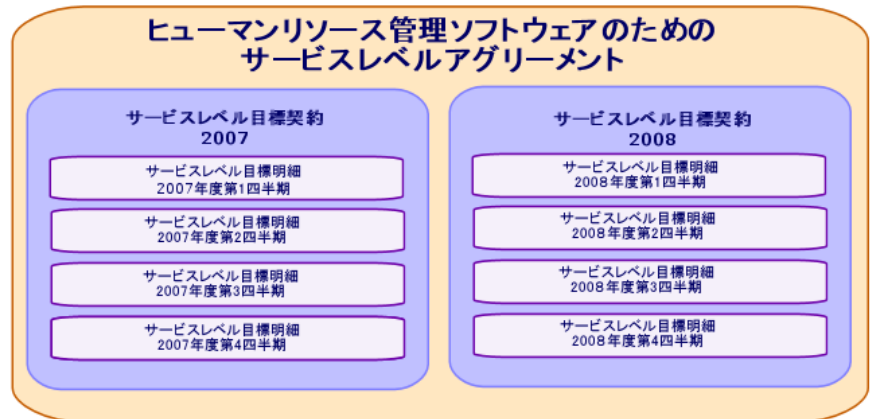 ヒューマンリソース管理ソフトウェアのための
サービスレベルアグリーメント
サービスレベル目標契約
2007
サービスレベル目標明細
2007年度第1四半期
サービスレベル目標明細
2007年度第2四半期
サービスレベル目標明細
2007年度第3四半期
サービスレベル目標明細
2007年度第4四半期
サービスレベル目標契約
2008
サービスレベル目標明細
2008年度第1四半期
サービスレベル目標明細
2008年度第2四半期
サービスレベル目標明細
2008年度第3四半期
サービスレベル目標明細
2008年度第4四半期